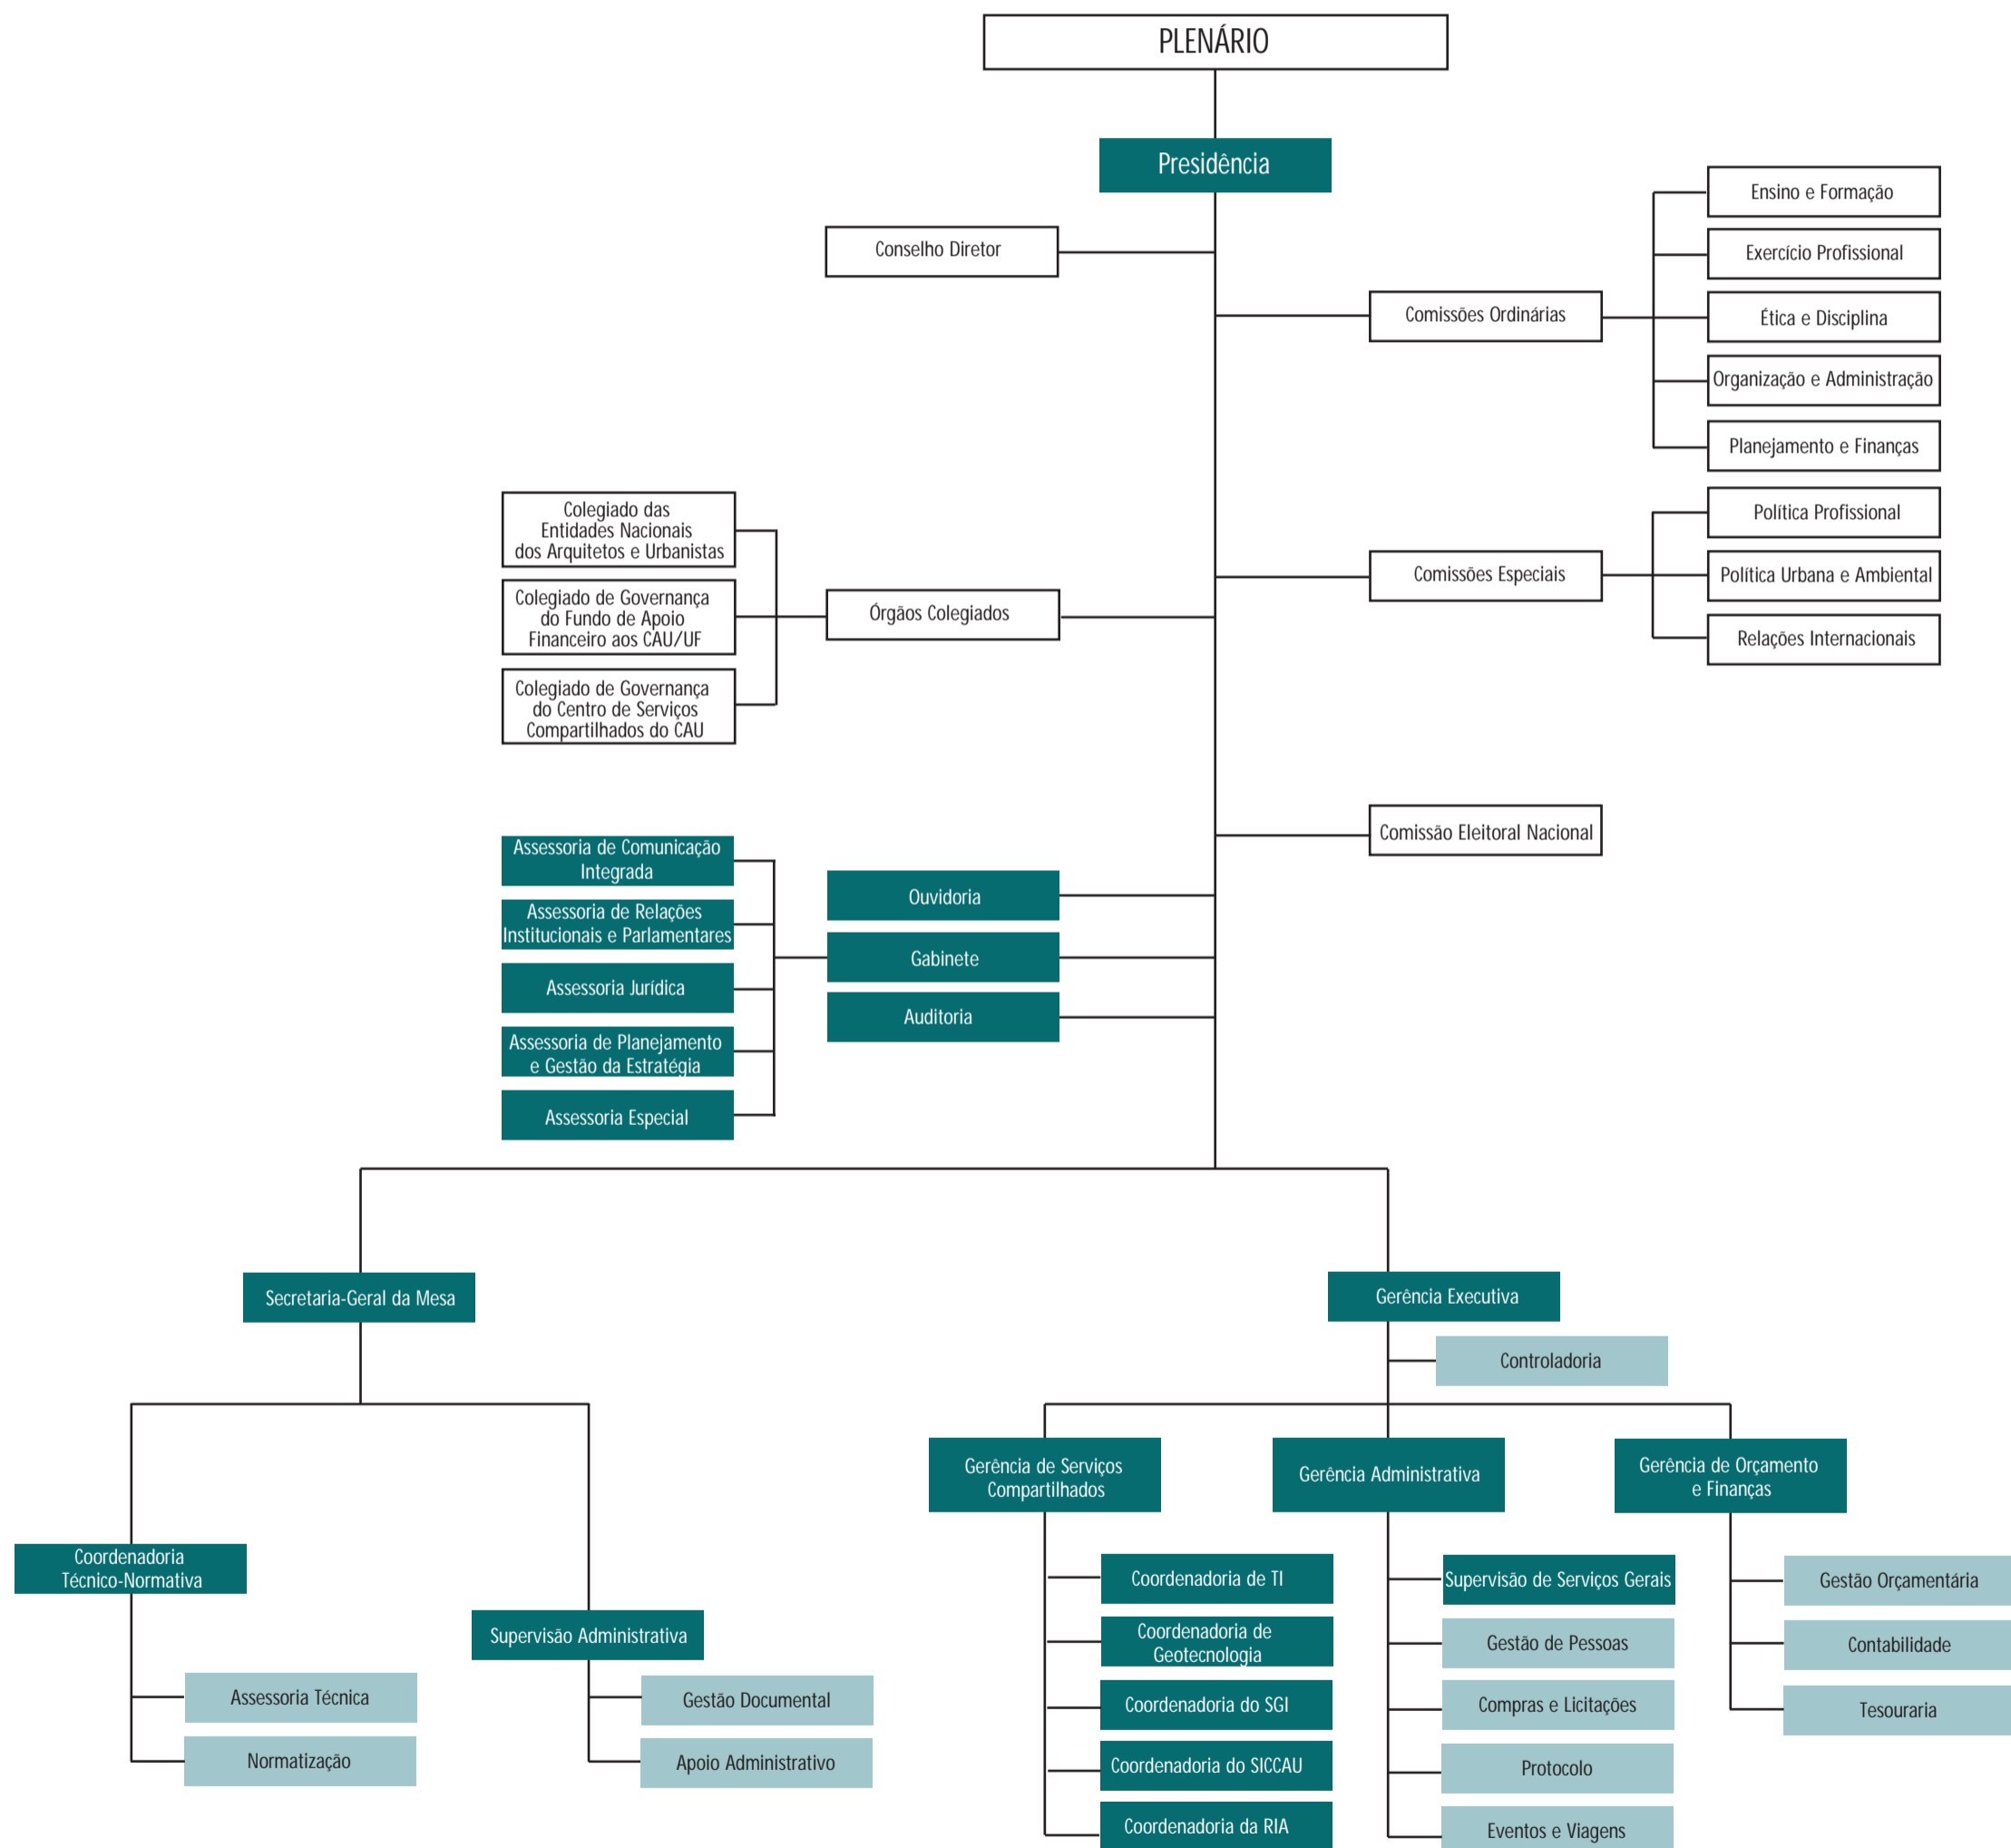 PLENÁRIO
Presidência
Conselho Diretor
Comissões Ordinárias
Ensino e Formação
Exercício Profissional
Ética e Disciplina
Organização e Administração
Planejamento e Finanças
Colegiado das
Entidades Nacionais
dos Arquitetos e Urbanistas
Colegiado de Governança
do Fundo de Apoio
Financeiro aos CAU/UF
Colegiado de Governança
do Centro de Serviços
Compartilhados do CAU
Órgãos Colegiados
Comissões Especiais
Política Profissional
Política Urbana e Ambiental
Relações Internacionais
Comissão Eleitoral Nacional
Assessoria de Comunicação
Integrada
Assessoria de Relações
Institucionais e Parlamentares
Assessoria Jurídica
Assessoria de Planejamento
e Gestão da Estratégia
Assessoria Especial
Ouvidoria
Gabinete
Auditoria
Secretaria-Geral da Mesa
Gerência Executiva
Controladoria
Coordenadoria
Técnico-Normativa
Assessoria Técnica
Normatização
Supervisão Administrativa
Gestão Documental
Apoio Administrativo
Gerência de Serviços
Compartilhados
Coordenadoria de TI
Coordenadoria de
Geotecnologia
Coordenadoria do SGI
Coordenadoria do SICCAU
Coordenadoria da RIA
Gerência Administrativa
Supervisão de Serviços Gerais
Gestão de Pessoas
Compras e Licitações
Protocolo
Eventos e Viagens
Gerência de Orçamento
e Finanças
Gestão Orçamentária
Contabilidade
Tesouraria